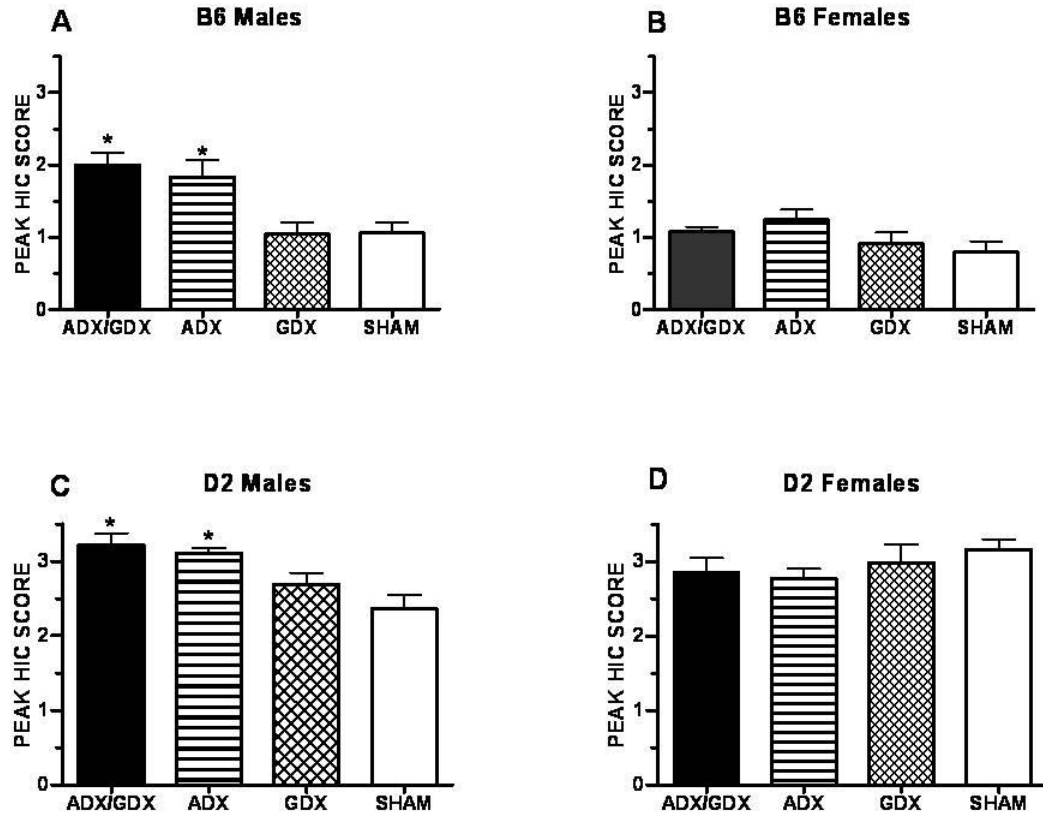 A
B6 Males
PEAK HIC SCORE
3
2
1
0
*
*
ADX/GDX ADX GDX SHAM
B
B6 Females
PEAK HIC SCORE
3
2
1
0
ADX/GDX ADX GDX SHAM
C
D2 Males
PEAK HIC SCORE
3
2
1
0
*
*
ADX/GDX ADX GDX SHAM
D
D2 Females
PEAK HIC SCORE
3
2
1
0
ADX/GDX ADX GDX SHAM